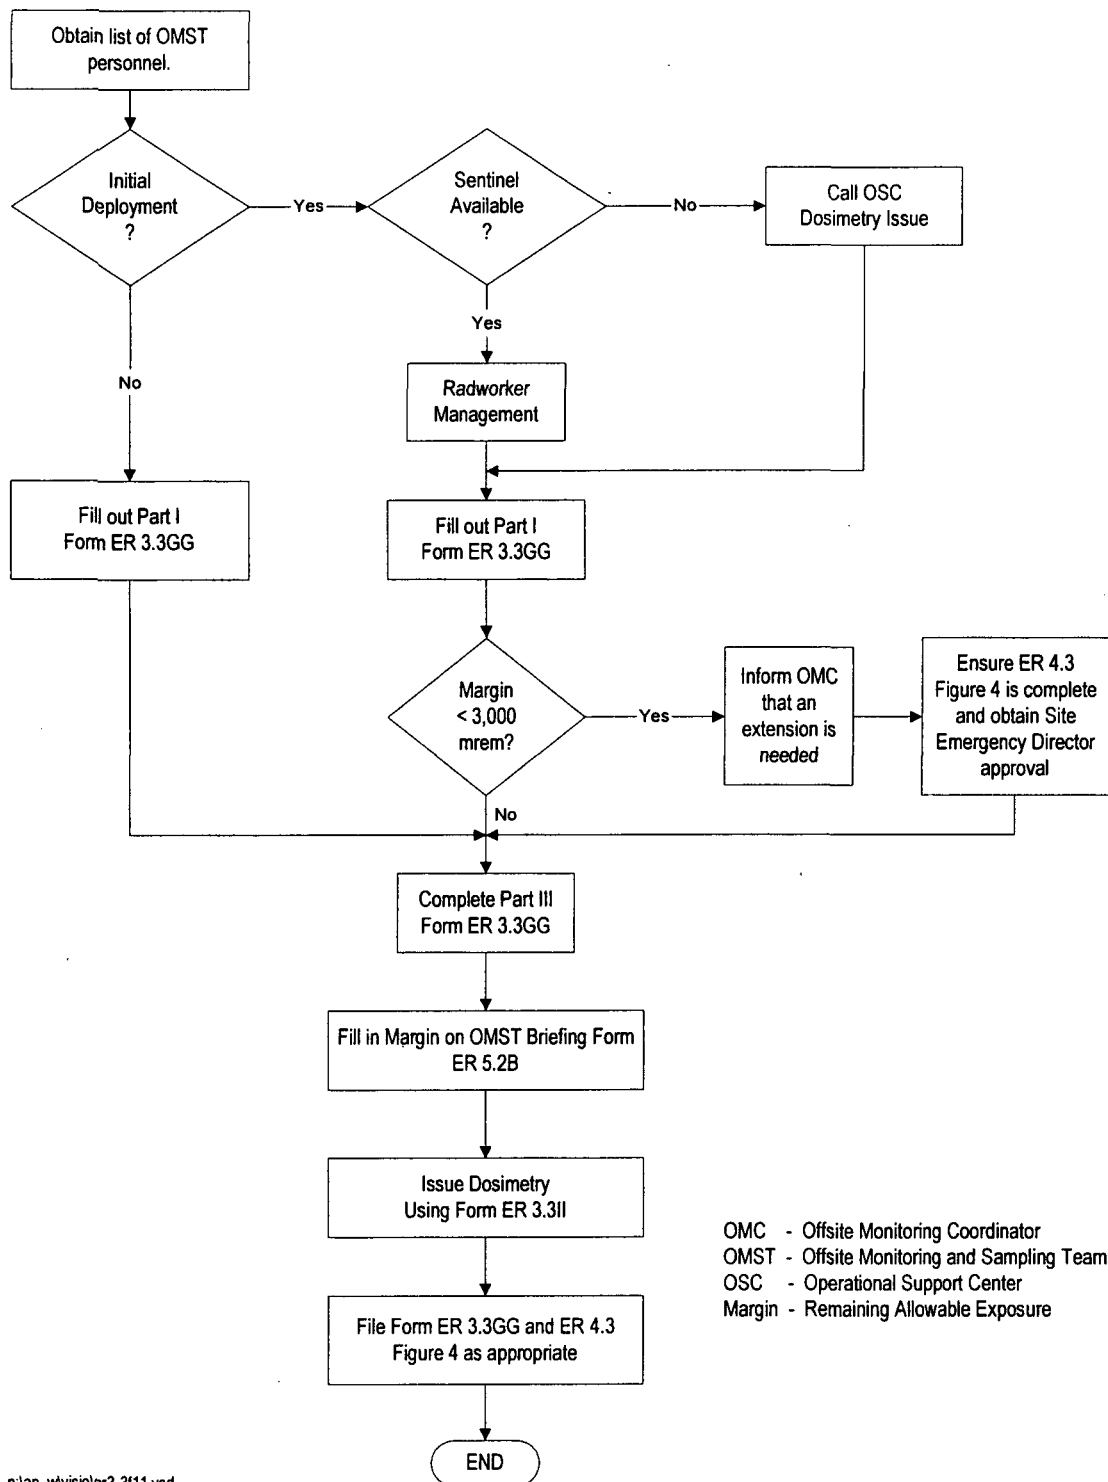 Obtain list of OMST
personnel.
Initial
Deployment
?
Yes
Sentinel
Available
?
No
Call OSC
Dosimetry Issue
Yes
Radworker
Management
No
Fill out Part I
Form ER 3.3GG
Fill out Part I
Form ER 3.3GG
Margin
< 3,000
mrem?
Yes
Inform OMC
that an
extension is
needed
Ensure ER 4.3
Figure 4 is complete
and obtain Site
Emergency Director
approval
No
Complete Part III
Form ER 3.3GG
Fill in Margin on OMST Briefing Form
ER 5.2B
Issue Dosimetry
Using Form ER 3.3II
File Form ER 3.3GG and ER 4.3
Figure 4 as appropriate
END
OMC - Offsite Monitoring Coordinator
OMST - Offsite Monitoring and Sampling Team
OSC - Operational Support Center
Margin - Remaining Allowable Exposure